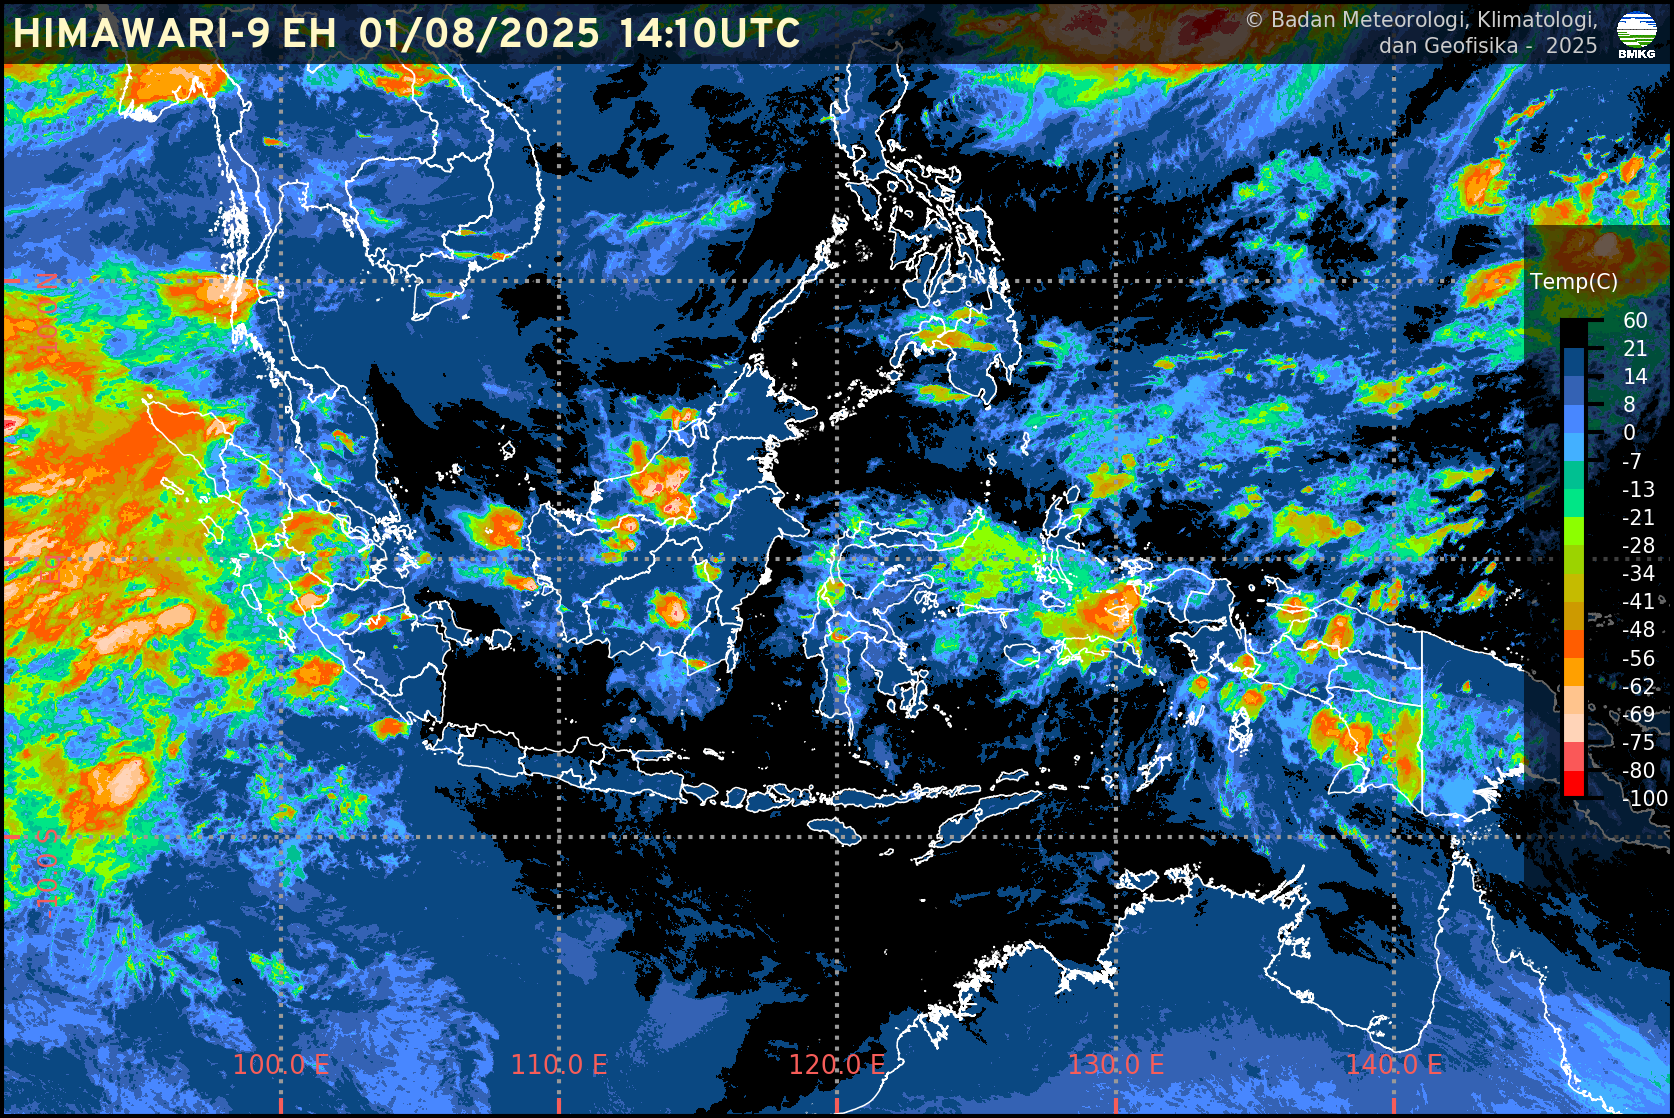 HIMAWARI-9 EH 01/08/2025 14:10UTC
© Badan Meteorologi, Klimatologi,
dan Geofisika - 2025
BMKG
Temp(C)
60
21
14
8
0
-7
-13
-21
-28
-34
-41
-48
-56
-62
-69
-75
-80
-100
10.0 N
-10.0 S
100.0 E
110.0 E
120.0 E
130.0 E
140.0 E